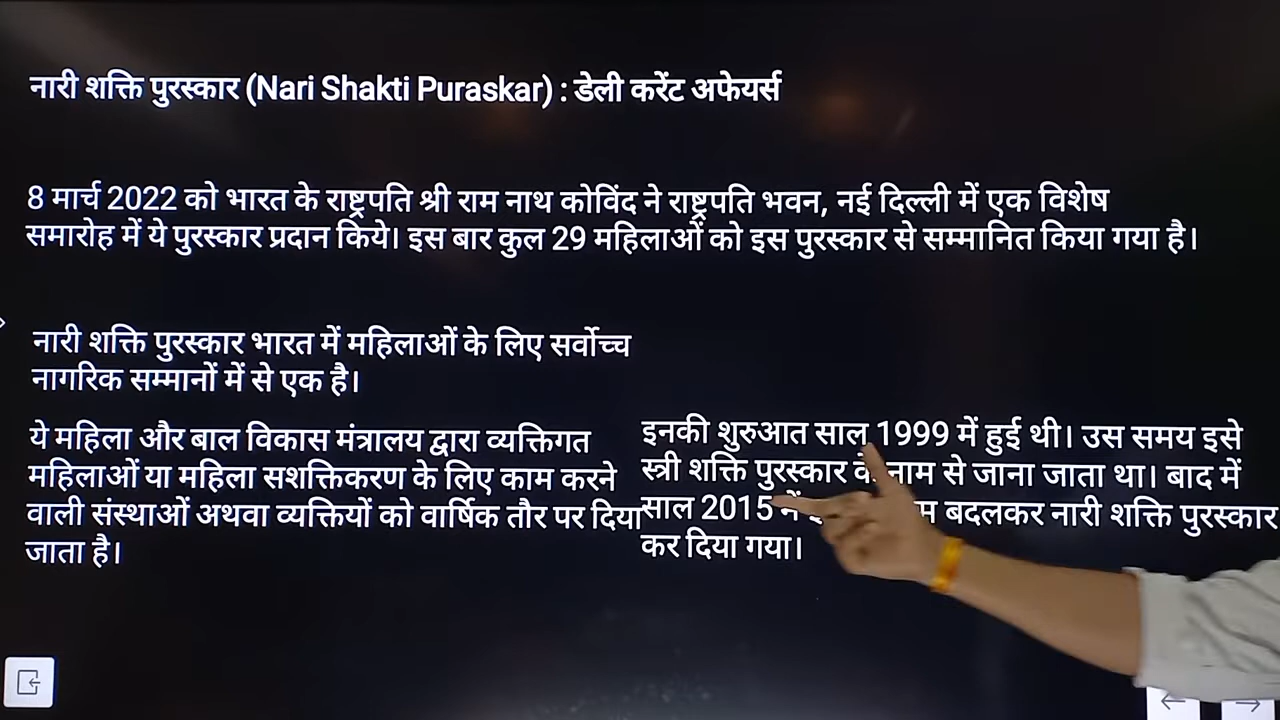 नारी शक्ति पुरस्कार (Nari Shakti Puraskar) : डेली करेंट अफेयर्स
8 मार्च 2022 को भारत के राष्ट्रपति श्री राम नाथ कोविंद ने राष्ट्रपति भवन, नई दिल्ली में एक विशेष
समारोह में ये पुरस्कार प्रदान किये। इस बार कुल 29 महिलाओं को इस पुरस्कार से सम्मानित किया गया है।
नारी शक्ति पुरस्कार भारत में महिलाओं के लिए सर्वोच्च
नागरिक सम्मानों में से एक है।
ये महिला और बाल विकास मंत्रालय द्वारा व्यक्तिगत
महिलाओं या महिला सशक्तिकरण के लिए काम करने
वाली संस्थाओं अथवा व्यक्तियों को वार्षिक तौर पर दिया
जाता है।
इनकी शुरुआत साल 1999 में हुई थी। उस समय इसे
स्त्री शक्ति पुरस्कार नाम से जाना जाता था। बाद में
साल 2015 में बदलकर नारी शक्ति पुरस्कार
कर दिया गया।